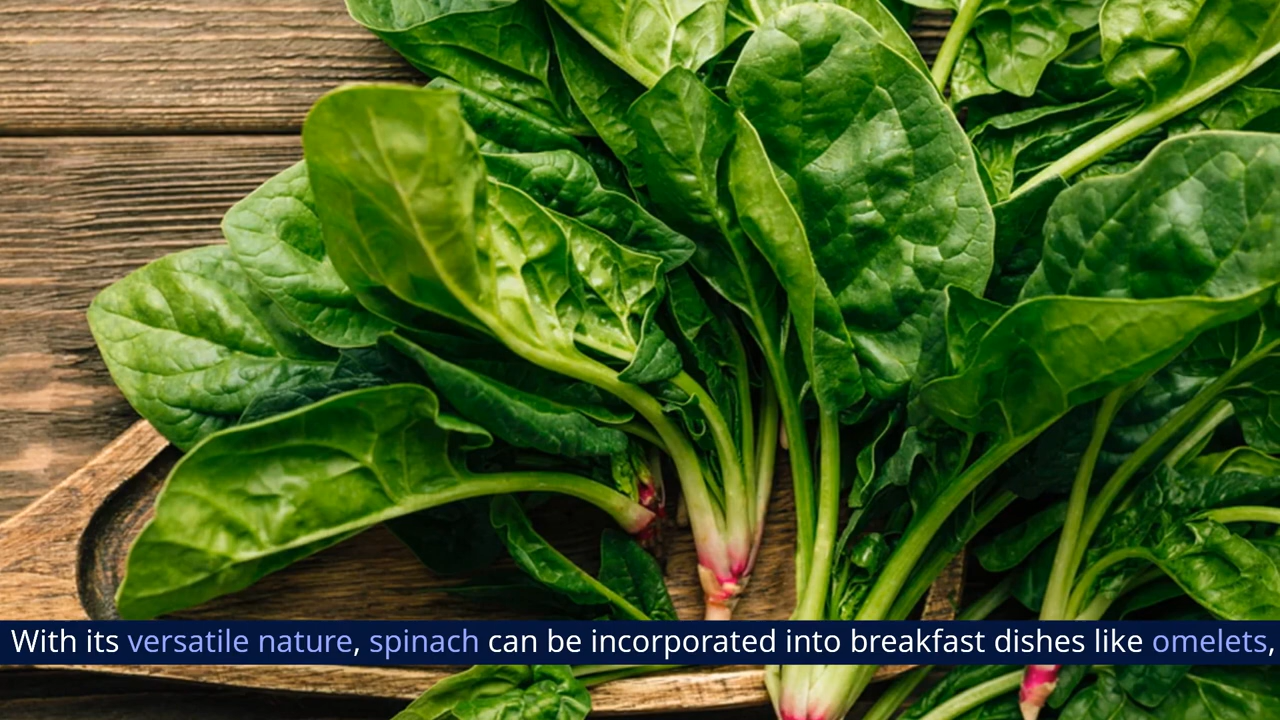 With its versatile nature, spinach can be incorporated into breakfast dishes like omelets,